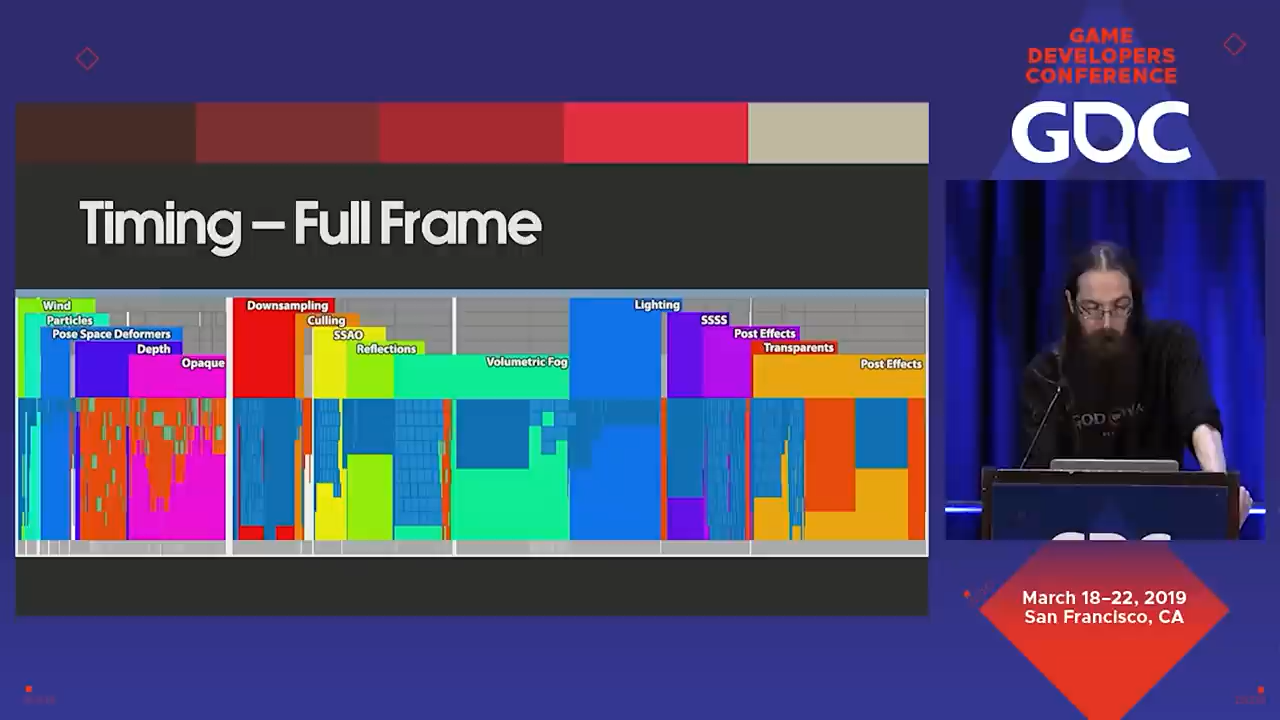 GAME
DEVELOPERS
CONFERENCE
GDC
Timing – Full Frame
Wind
Particles
Pose Space Deformers
Depth
Opaque
Downsampling
Culling
SSAO
Reflections
Volumetric Fog
Lighting
SSSS
Post Effects
Transparents
Post Effects
GOD
March 18–22, 2019
San Francisco, CA